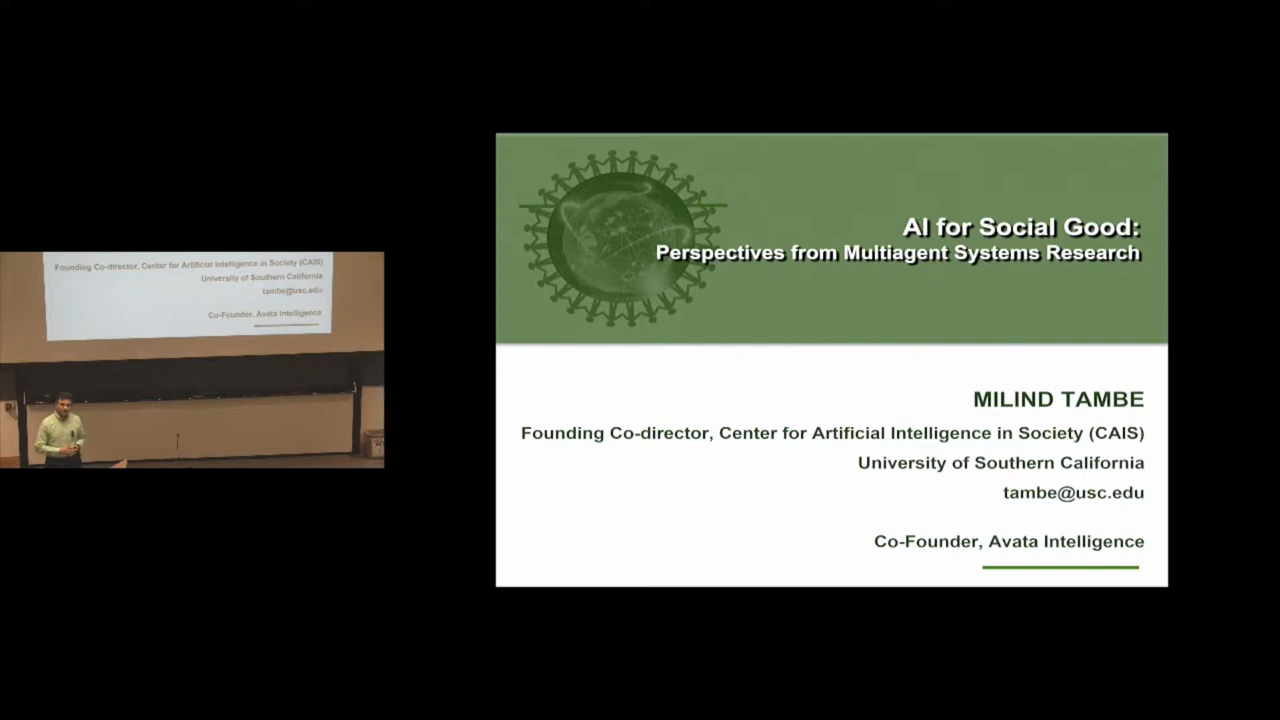 Founding Co-director, Center for Artificial Intelligence in Society (CAIS)
University of Southern California
tambe@usc.edu
Co-Founder, Avata Intelligence
AI for Social Good:
Perspectives from Multiagent Systems Research
MILIND TAMBE
Founding Co-director, Center for Artificial Intelligence in Society (CAIS)
University of Southern California
tambe@usc.edu
Co-Founder, Avata Intelligence